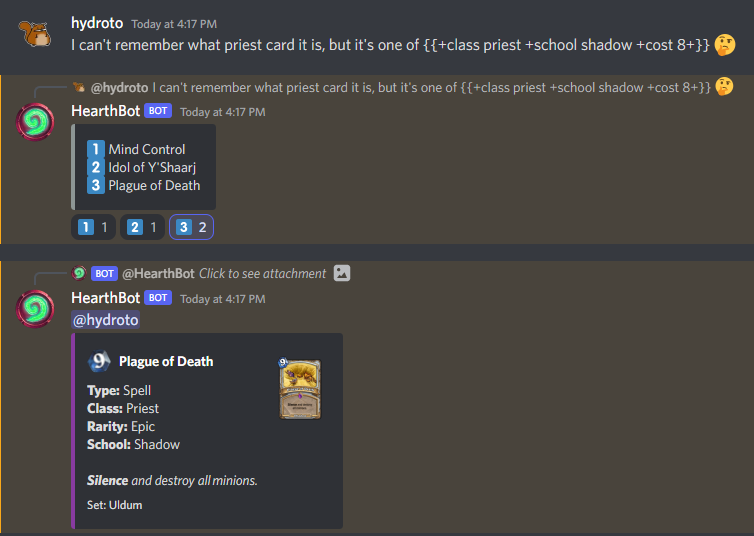 hydroto Today at 4:17 PM
I can't remember what priest card it is, but it's one of {{+class priest +school shadow +cost 8+}} 🤔
@hydroto I can't remember what priest card it is, but it's one of {{+class priest +school shadow +cost 8+}} 🤔
HearthBot BOT Today at 4:17 PM
1 Mind Control
2 Idol of Y'Shaarj
3 Plague of Death
1 1 2 1 3 2
BOT @HearthBot Click to see attachment
HearthBot BOT Today at 4:17 PM
@hydroto
9 Plague of Death
Type: Spell
Class: Priest
Rarity: Epic
School: Shadow
Silence and destroy all minions.
Set: Uldum